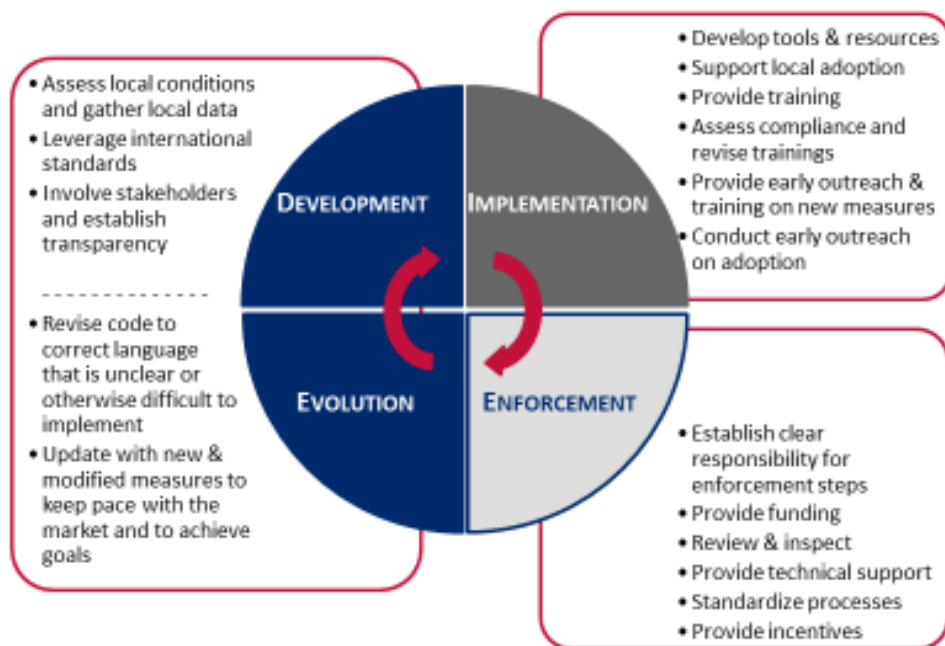 • Assess local conditions
and gather local data
• Leverage international
standards
• Involve stakeholders
and establish
transparency
• Revise code to
correct language
that is unclear or
otherwise difficult to
implement
• Update with new &
modified measures to
keep pace with the
market and to achieve
goals
DEVELOPMENT
IMPLEMENTATION
EVOLUTION
ENFORCEMENT
• Develop tools & resources
• Support local adoption
• Provide training
• Assess compliance and
revise trainings
• Provide early outreach &
training on new measures
• Conduct early outreach
on adoption
• Establish clear
responsibility for
enforcement steps
• Provide funding
• Review & inspect
• Provide technical support
• Standardize processes
• Provide incentives